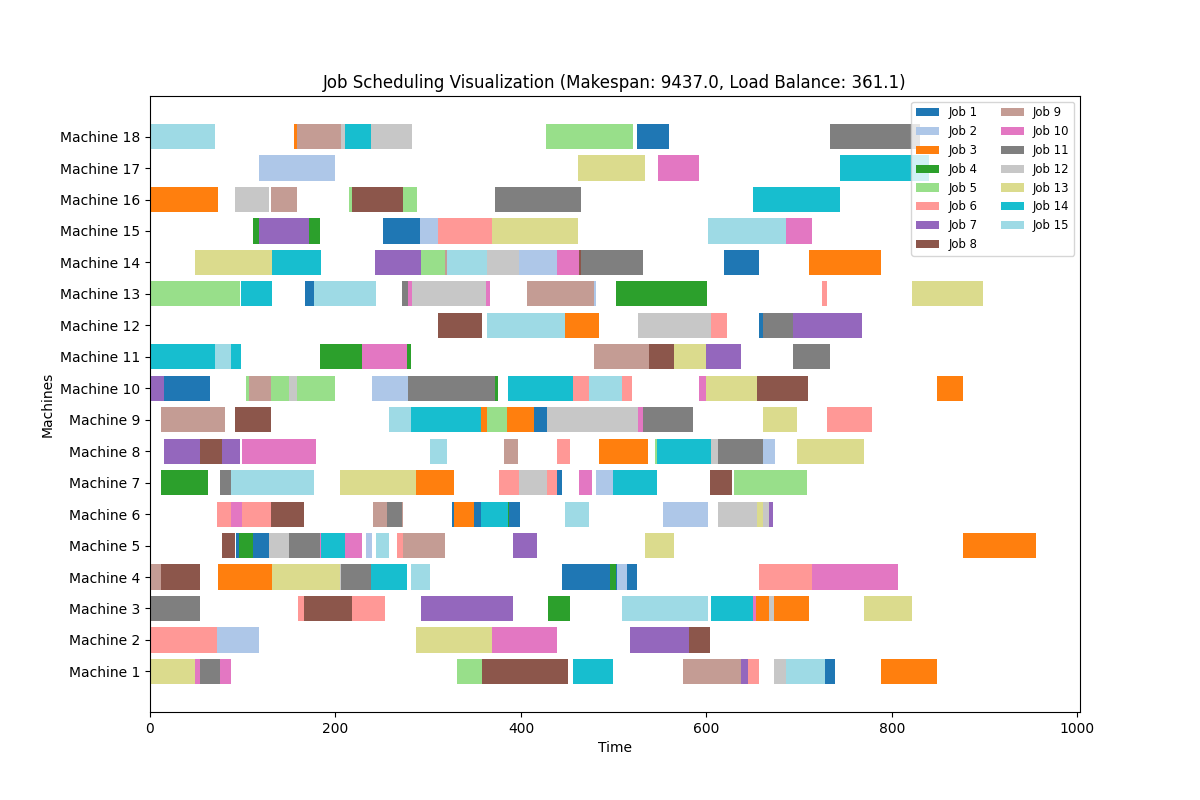 Job Scheduling Visualization (Makespan: 9437.0, Load Balance: 361.1)
Machine 18
Machine 17
Machine 16
Machine 15
Machine 14
Machine 13
Machine 12
Machine 11
Machine 10
Machine 9
Machine 8
Machine 7
Machine 6
Machine 5
Machine 4
Machine 3
Machine 2
Machine 1
Machines
0
200
400
600
800
1000
Time
Job 1
Job 2
Job 3
Job 4
Job 5
Job 6
Job 7
Job 8
Job 9
Job 10
Job 11
Job 12
Job 13
Job 14
Job 15